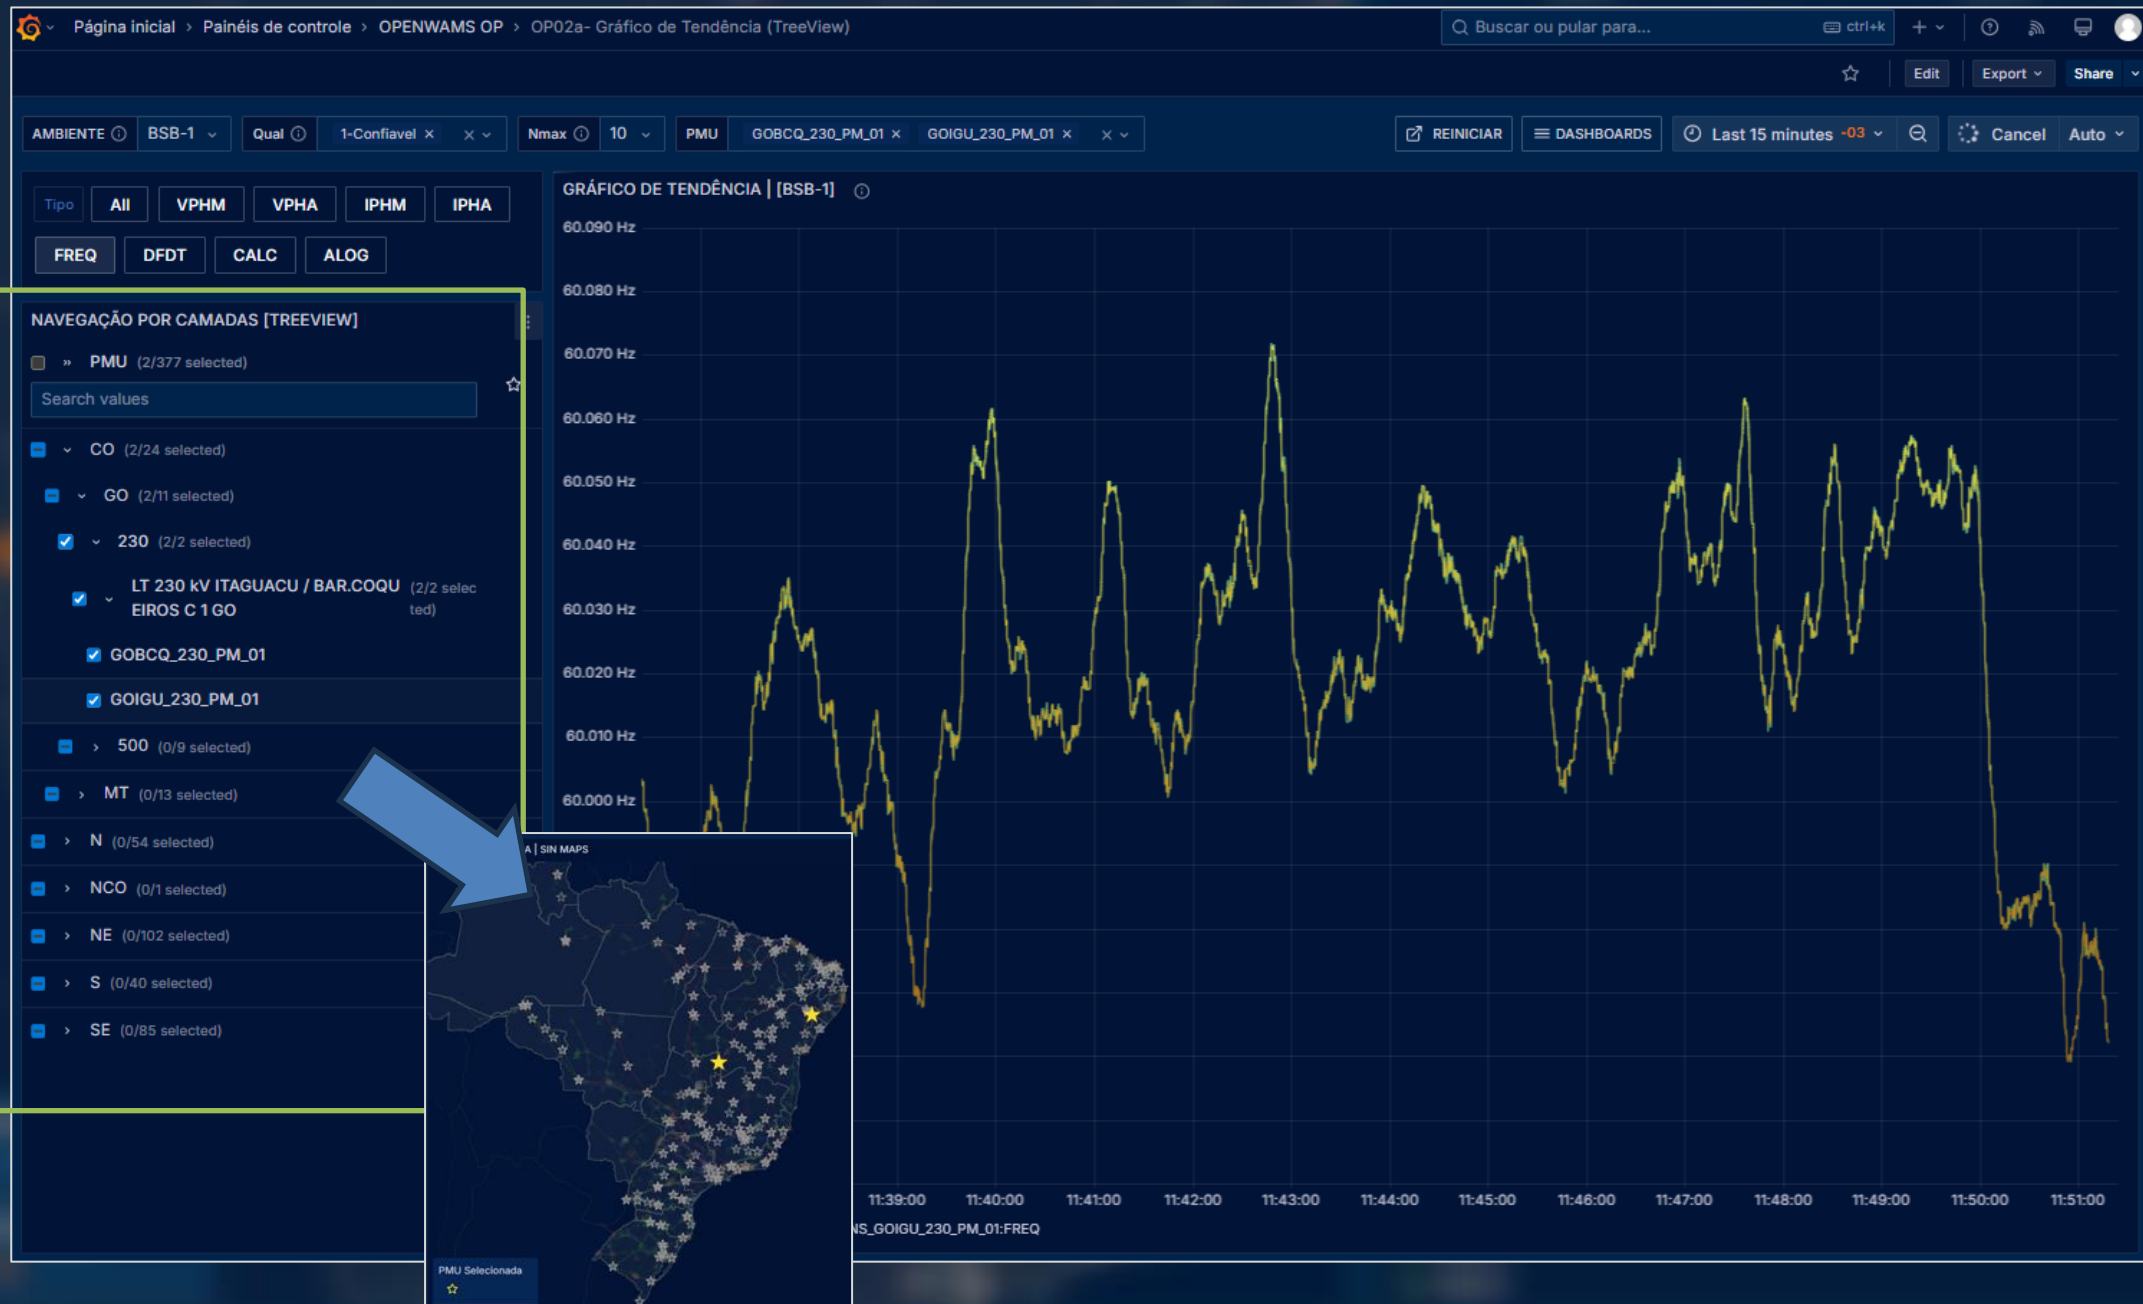 Página inicial › Painéis de controle › OPENWAMS OP › OP02a- Gráfico de Tendência (TreeView)
Buscar ou pular para... ctrl+k
Edit Export Share
AMBIENTE BSB-1 Qual 1-Confiavel × Nmax 10 PMU GOBCQ_230_PM_01 × GOIGU_230_PM_01 ×
REINICIAR DASHBOARDS Last 15 minutes -03 Cancel Auto
Tipo All VPHM VPHA IPHM IPHA
FREQ DFDT CALC ALOG
NAVEGAÇÃO POR CAMADAS [TREEVIEW]
PMU (2/377 selected)
Search values
CO (2/24 selected)
GO (2/11 selected)
230 (2/2 selected)
LT 230 kV ITAGUACU / BAR.COQU (2/2 selec
EIROS C 1 GO ted)
GOBCQ_230_PM_01
GOIGU_230_PM_01
500 (0/9 selected)
MT (0/13 selected)
N (0/54 selected)
NCO (0/1 selected)
NE (0/102 selected)
S (0/40 selected)
SE (0/85 selected)
GRÁFICO DE TENDÊNCIA | [BSB-1]
60.090 Hz
60.080 Hz
60.070 Hz
60.060 Hz
60.050 Hz
60.040 Hz
60.030 Hz
60.020 Hz
60.010 Hz
60.000 Hz
11:39:00 11:40:00 11:41:00 11:42:00 11:43:00 11:44:00 11:45:00 11:46:00 11:47:00 11:48:00 11:49:00 11:50:00 11:51:00
NS_GOIGU_230_PM_01:FREQ
A | SIN MAPS
PMU Selecionada